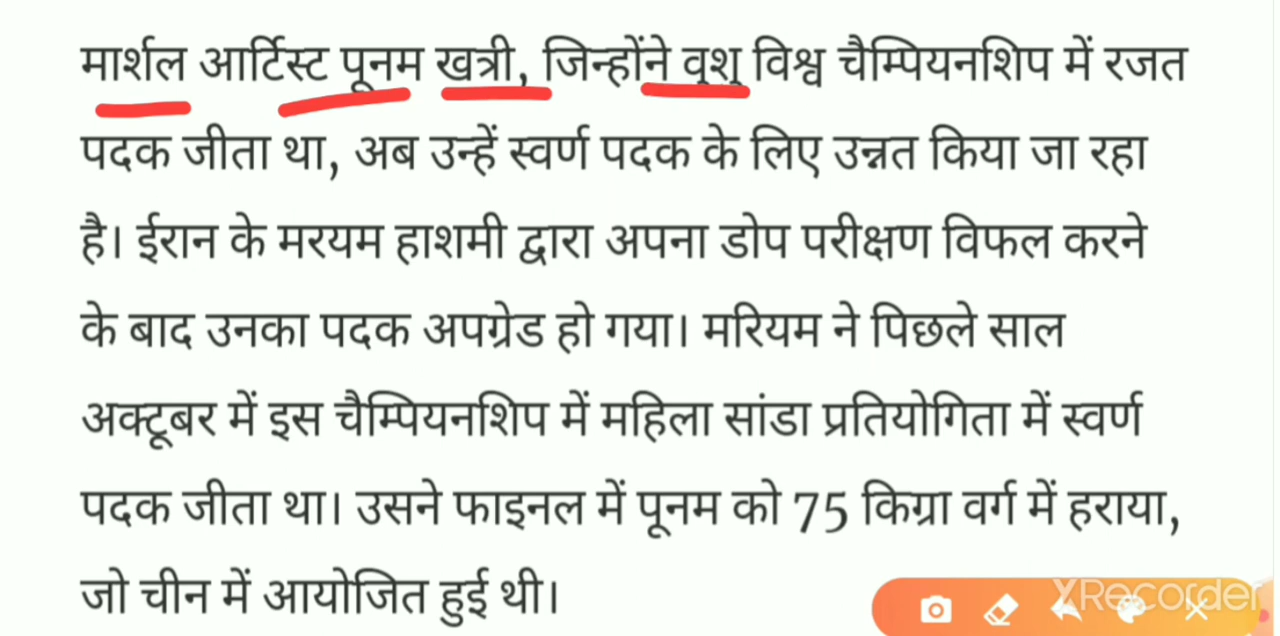 मार्शल आर्टिस्ट पूनम खत्री, जिन्होंने वुशु विश्व चैम्पियनशिप में रजत
पदक जीता था, अब उन्हें स्वर्ण पदक के लिए उन्नत किया जा रहा
है। ईरान के मरयम हाशमी द्वारा अपना डोप परीक्षण विफल करने
के बाद उनका पदक अपग्रेड हो गया। मरियम ने पिछले साल
अक्टूबर में इस चैम्पियनशिप में महिला सांडा प्रतियोगिता में स्वर्ण
पदक जीता था। उसने फाइनल में पूनम को 75 किग्रा वर्ग में हराया,
जो चीन में आयोजित हुई थी।
XRecorder